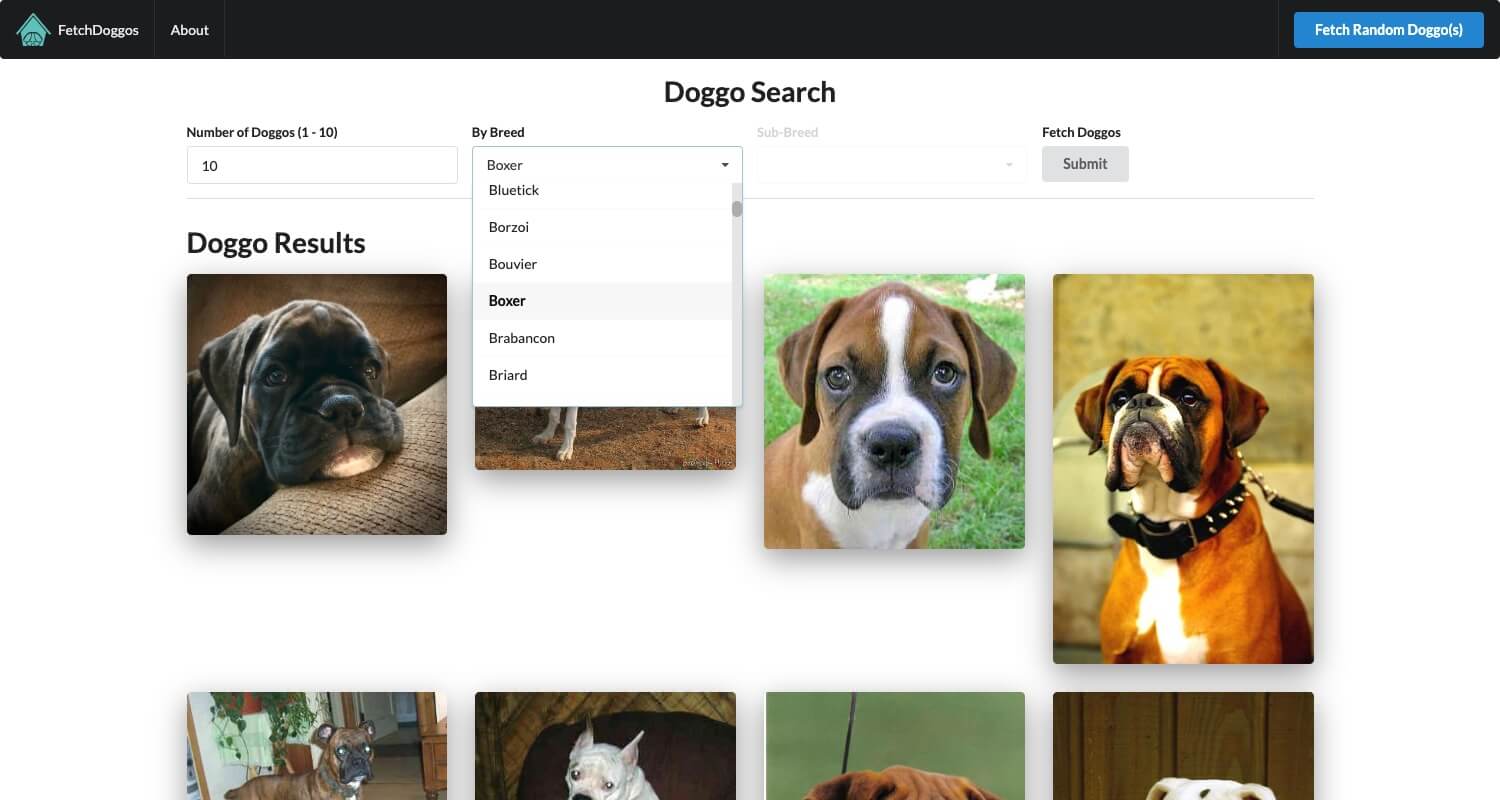 FetchDoggos
About
Fetch Random Doggo(s)
Doggo Search
Number of Doggos (1 - 10)
By Breed
Sub-Breed
Fetch Doggos
10
Boxer
Submit
Bluetick
Borzoi
Bouvier
Boxer
Brabancon
Briard
Doggo Results